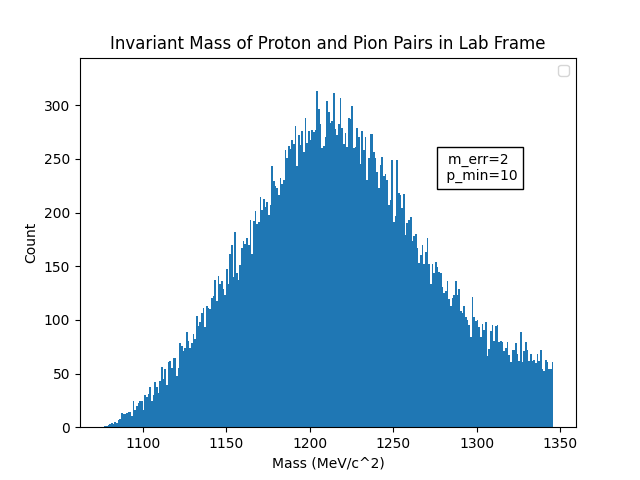 Invariant Mass of Proton and Pion Pairs in Lab Frame
300
250
200
150
100
50
0
Count
m_err=2
p_min=10
1100 1150 1200 1250 1300 1350
Mass (MeV/c^2)